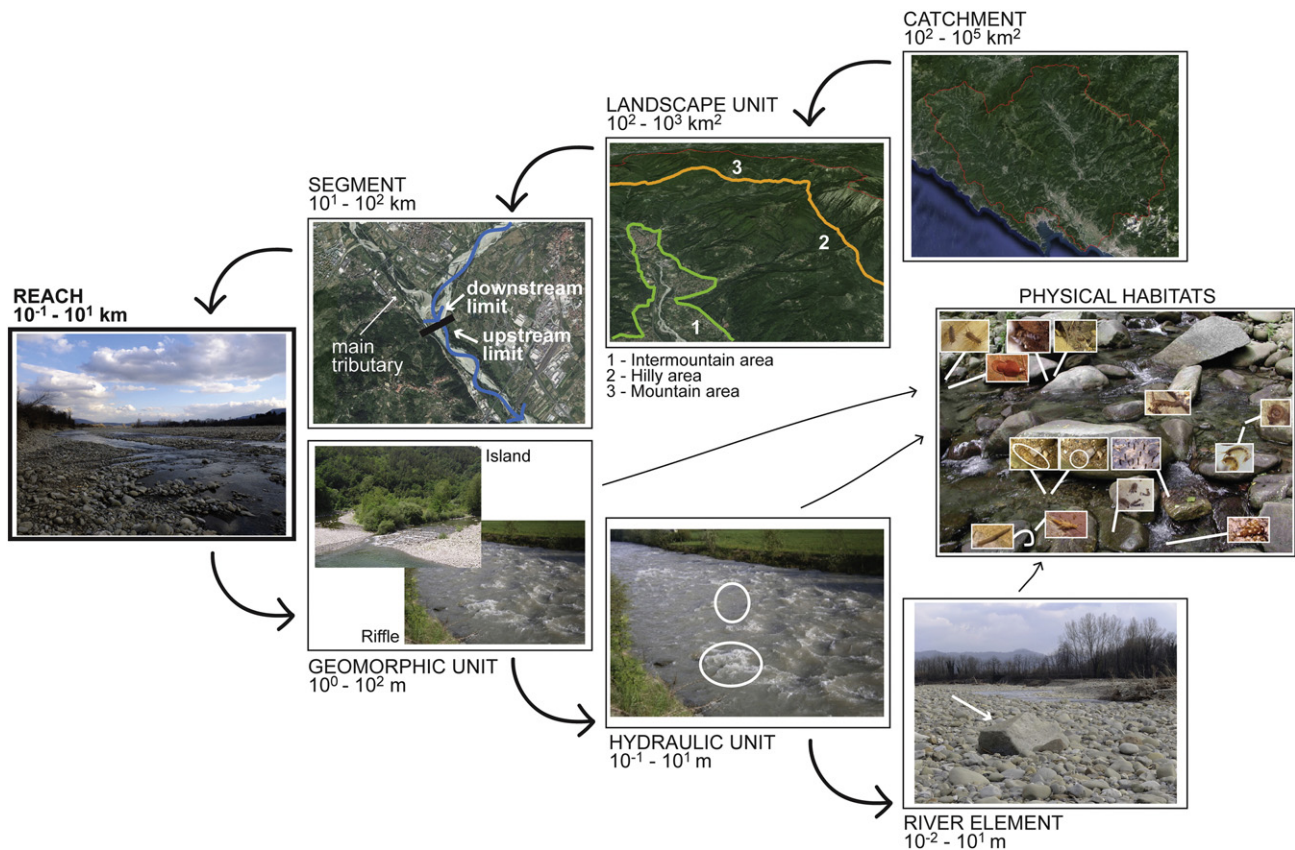 CATCHMENT
10² - 10⁵ km²
LANDSCAPE UNIT
10² - 10³ km²
3
2
1
1 - Intermountain area
2 - Hilly area
3 - Mountain area
SEGMENT
10¹ - 10² km
downstream
limit
upstream
limit
main
tributary
REACH
10⁻¹ - 10¹ km
PHYSICAL HABITATS
Island
Riffle
GEOMORPHIC UNIT
10⁰ - 10² m
HYDRAULIC UNIT
10⁻¹ - 10¹ m
RIVER ELEMENT
10⁻² - 10¹ m